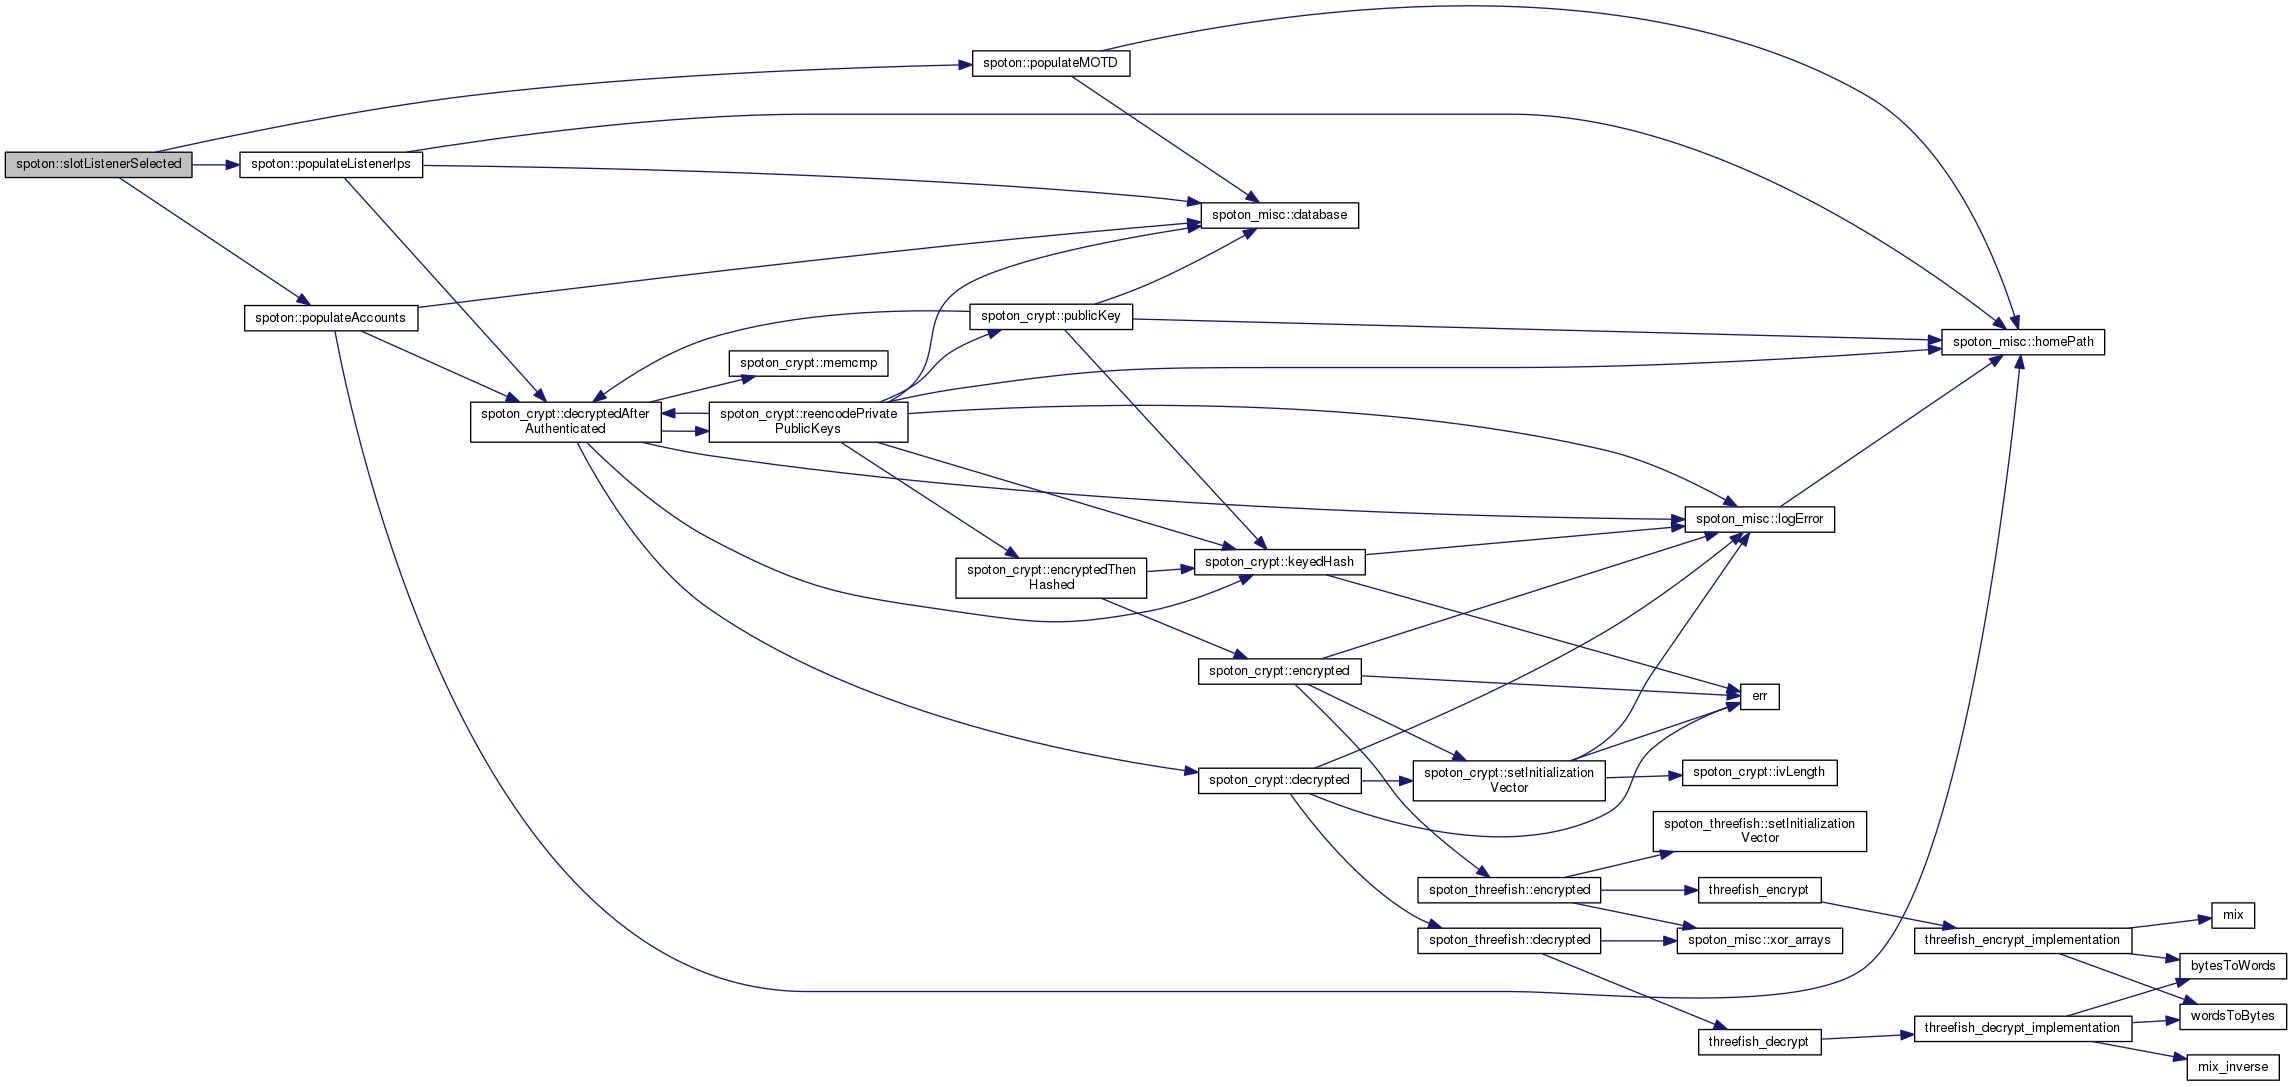 spoton::populateMOTD
spoton::slotListenerSelected
spoton::populateListenerIps
spoton_misc::database
spoton::populateAccounts
spoton_crypt::publicKey
spoton_misc::homePath
spoton_crypt::memcmp
spoton_crypt::decryptedAfter
Authenticated
spoton_crypt::reencodePrivate
PublicKeys
spoton_misc::logError
spoton_crypt::keyedHash
spoton_crypt::encryptedThen
Hashed
spoton_crypt::encrypted
err
spoton_crypt::decrypted
spoton_crypt::setInitialization
Vector
spoton_crypt::ivLength
spoton_threefish::setInitialization
Vector
spoton_threefish::encrypted
threefish_encrypt
mix
spoton_threefish::decrypted
spoton_misc::xor_arrays
threefish_encrypt_implementation
bytesToWords
wordsToBytes
threefish_decrypt
threefish_decrypt_implementation
mix_inverse